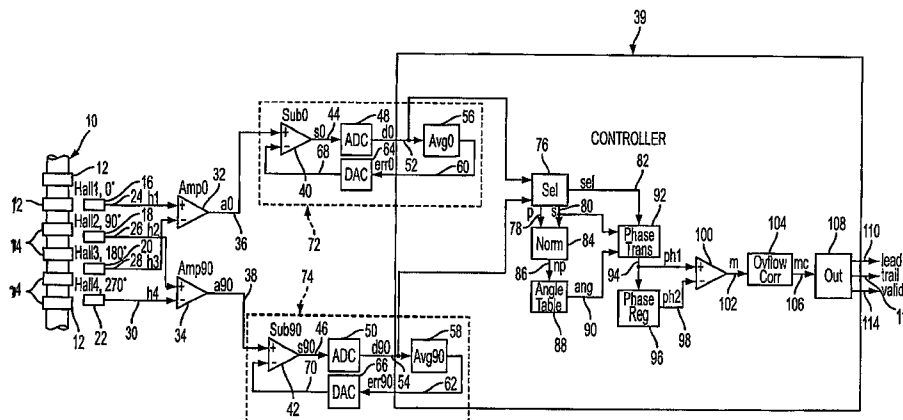 39
10
12
12
14
14
12
Hall1, 0°
16
24
h1
Hall2, 90°
18
26
h2
Hall3, 180°
20
28
h3
Hall4, 270°
22
30
h4
Amp0
32
a0
36
Amp90
34
a90
38
Sub0
44
s0
40
48
ADC
d0
52
64
DAC
err0
68
56
Avg0
60
72
74
Sub90
46
s90
42
50
ADC
d90
54
66
DAC
err90
70
58
Avg90
62
CONTROLLER
76
Sel
sel
82
p
78
s
80
Norm
84
86
np
Angle
Table
88
ang
90
92
Phase
Trans
94
ph1
Phase
Reg
96
ph2
98
100
m
102
104
Ovflow
Corr
mc
106
108
Out
110
lead
trail
valid
114